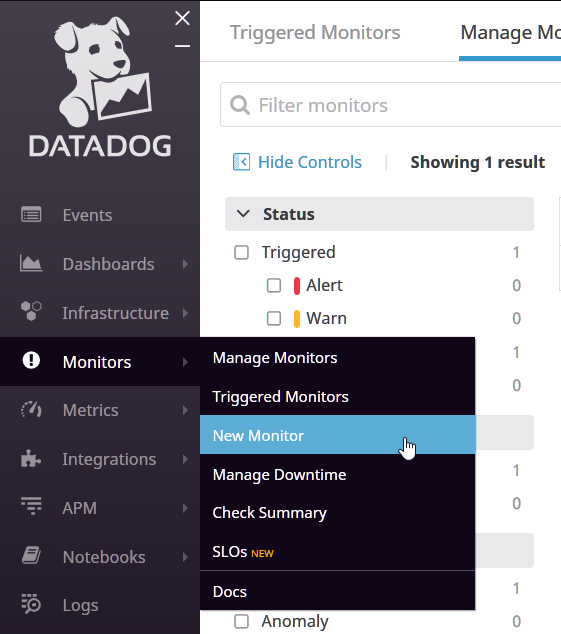 DATADOG
Events
Dashboards
Infrastructure
Monitors
Metrics
Integrations
APM
Notebooks
Logs
Triggered Monitors
Manage Mo
Filter monitors
Hide Controls
Showing 1 result
Status
Triggered 1
Alert 0
Warn 0
1
0
Manage Monitors
Triggered Monitors
New Monitor
Manage Downtime
Check Summary
SLOs NEW
Docs
1
0
1
Anomaly 0